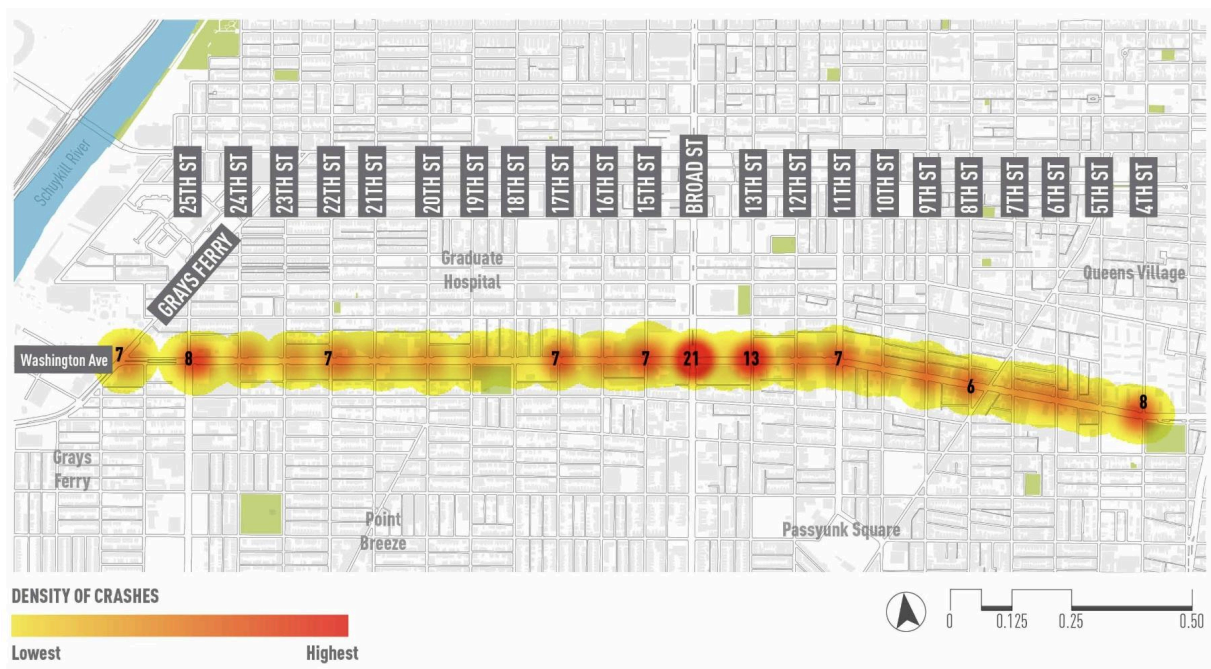 Schuylkill River
25TH ST
24TH ST
23TH ST
22TH ST
21TH ST
20TH ST
19TH ST
18TH ST
17TH ST
16TH ST
15TH ST
BROAD ST
13TH ST
12TH ST
11TH ST
10TH ST
9TH ST
8TH ST
7TH ST
6TH ST
5TH ST
4TH ST
GRAYS FERRY
Graduate
Hospital
Queens Village
Washington Ave
7
8
7
7
7
21
13
7
6
8
Grays
Ferry
Point
Breeze
Passyunk Square
DENSITY OF CRASHES
Lowest
Highest
0
0.125
0.25
0.50